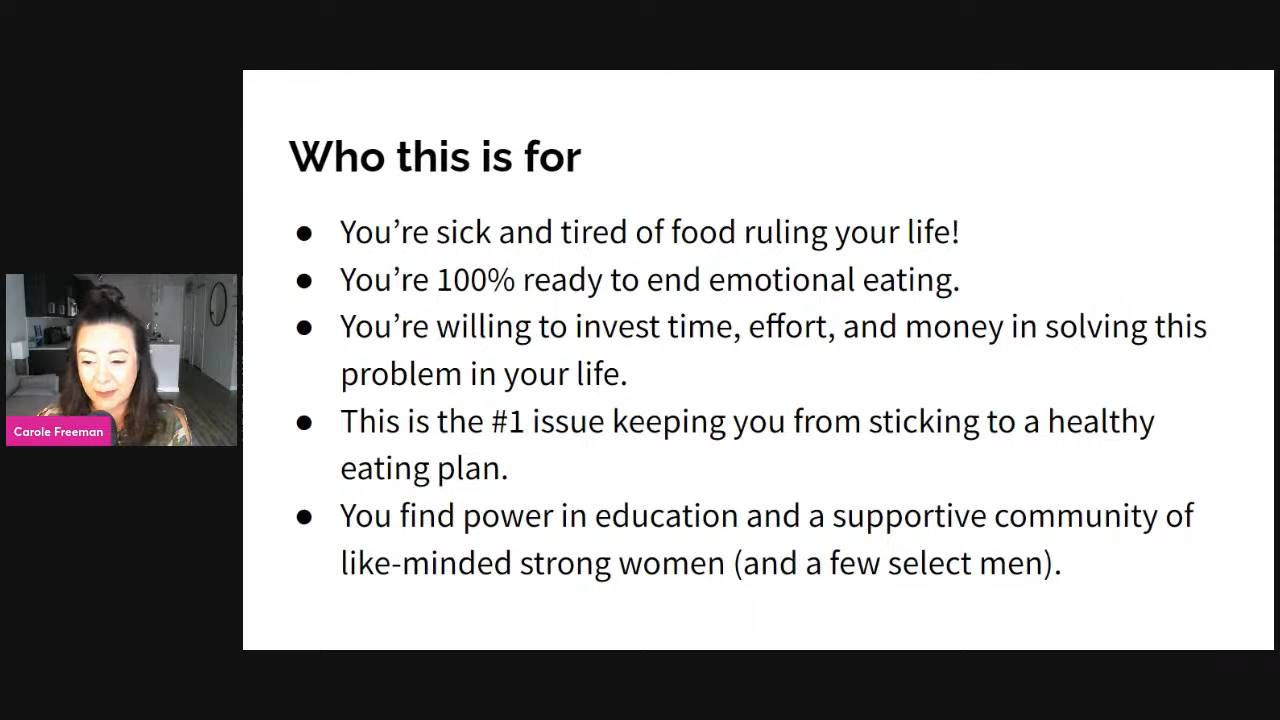 Who this is for
● You’re sick and tired of food ruling your life!
● You’re 100% ready to end emotional eating.
● You’re willing to invest time, effort, and money in solving this
problem in your life.
● This is the #1 issue keeping you from sticking to a healthy
eating plan.
● You find power in education and a supportive community of
like-minded strong women (and a few select men).
Carole Freeman